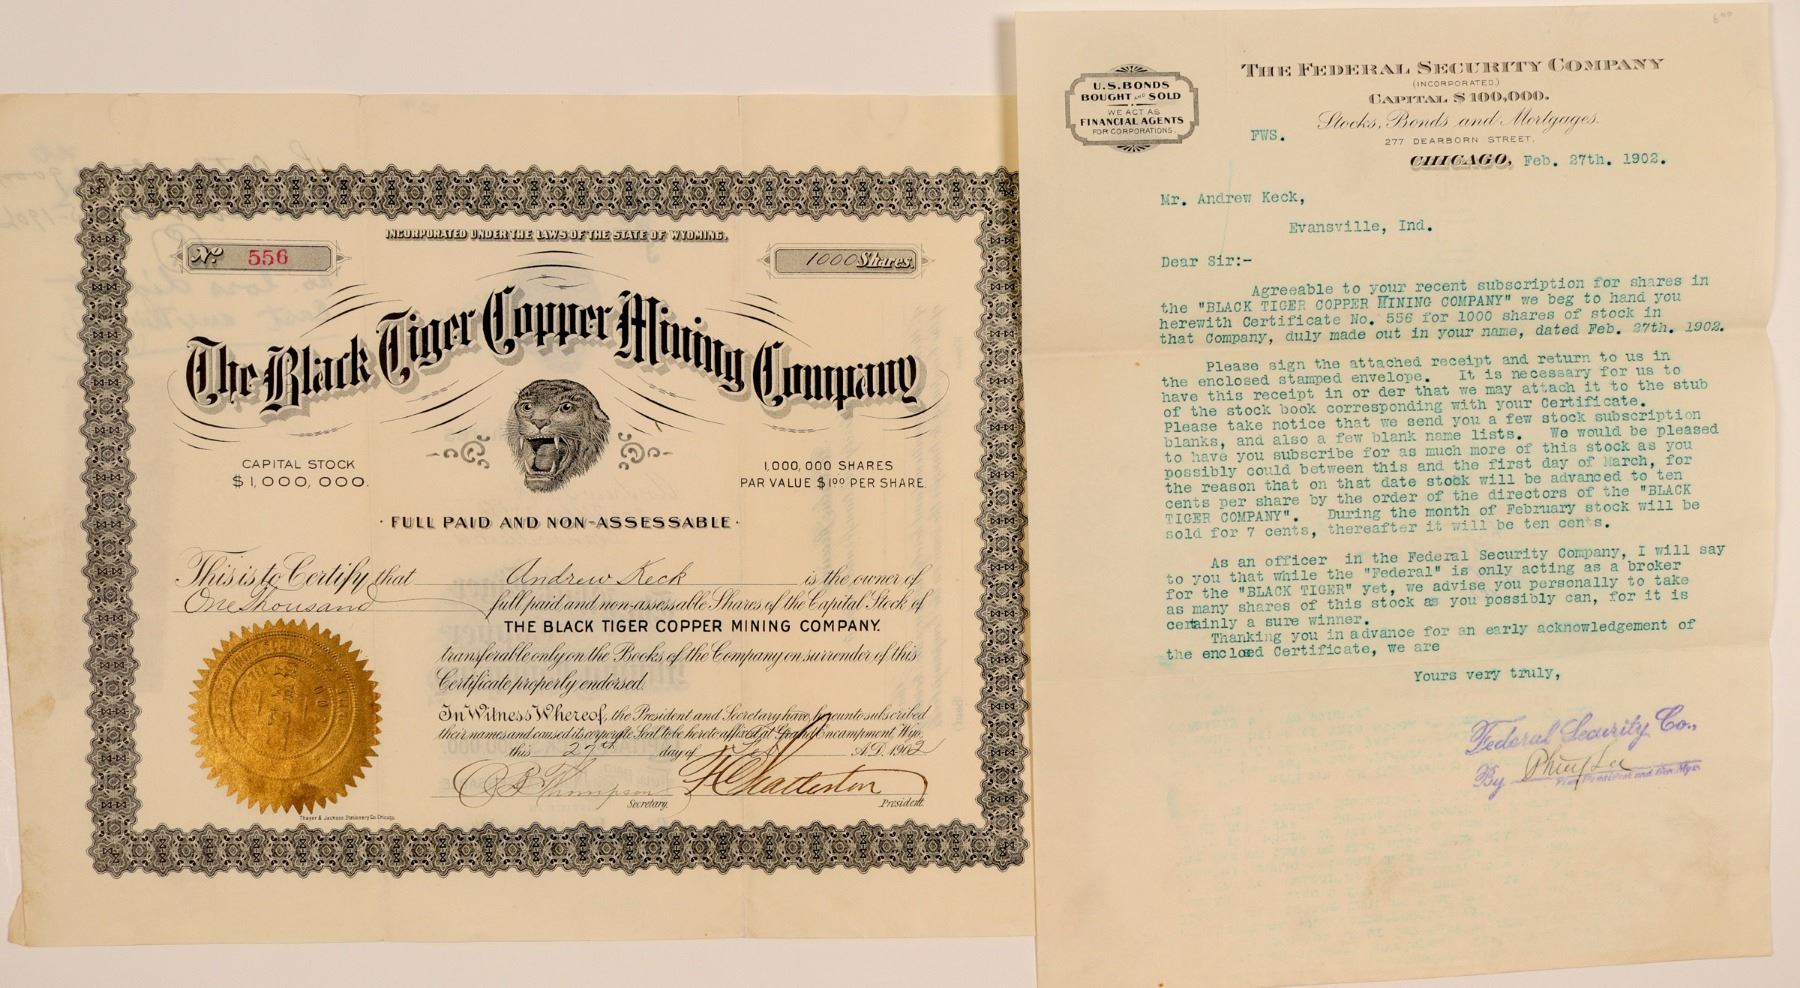 INCORPORATED UNDER THE LAWS OF THE STATE OF WYOMING.
No 556
1000 Shares.
The Black Tiger Copper Mining Company
CAPITAL STOCK
$1,000,000.
1,000,000 SHARES
PAR VALUE $1.00 PER SHARE
· FULL PAID AND NON-ASSESSABLE ·
This is to Certify that Andrew Keck is the owner of
One thousand full paid and non-assessable Shares of the Capital Stock of
THE BLACK TIGER COPPER MINING COMPANY.
transferable only on the Books of the Company on surrender of this
Certificate properly endorsed.
In Witness Whereof, the President and Secretary have hereunto subscribed
their names and caused its corporate Seal to be hereto affixed at Grand Encampment, Wyo.
this 27th day of Feb A.D. 1902
Thompson
Secretary.
Chatterton
President.
Thayer & Jackson Stationery Co. Chicago.
6 00
U.S. BONDS
BOUGHT AND SOLD
WE ACT AS
FINANCIAL AGENTS
FOR CORPORATIONS.
THE FEDERAL SECURITY COMPANY
(INCORPORATED)
CAPITAL $100,000.
Stocks, Bonds and Mortgages.
FWS.
277 DEARBORN STREET,
CHICAGO, Feb. 27th. 1902.
Mr. Andrew Keck,
Evansville, Ind.
Dear Sir:-
Agreeable to your recent subscription for shares in
the "BLACK TIGER COPPER MINING COMPANY" we beg to hand you
herewith Certificate No. 556 for 1000 shares of stock in
that Company, duly made out in your name, dated Feb. 27th. 1902.
Please sign the attached receipt and return to us in
the enclosed stamped envelope. It is necessary for us to
have this receipt in or der that we may attach it to the stub
of the stock book corresponding with your Certificate.
Please take notice that we send you a few stock subscription
blanks, and also a few blank name lists. We would be pleased
to have you subscribe for as much more of this stock as you
possibly could between this and the first day of March, for
the reason that on that date stock will be advanced to ten
cents per share by the order of the directors of the "BLACK
TIGER COMPANY". During the month of February stock will be
sold for 7 cents, thereafter it will be ten cents.
As an officer in the Federal Security Company, I will say
to you that while the "Federal" is only acting as a broker
for the "BLACK TIGER" yet, we advise you personally to take
as many shares of this stock as you possibly can, for it is
certainly a sure winner.
Thanking you in advance for an early acknowledgement of
the enclosed Certificate, we are
Yours very truly,
Federal Security Co.,
By
President and Gen. Mgr.